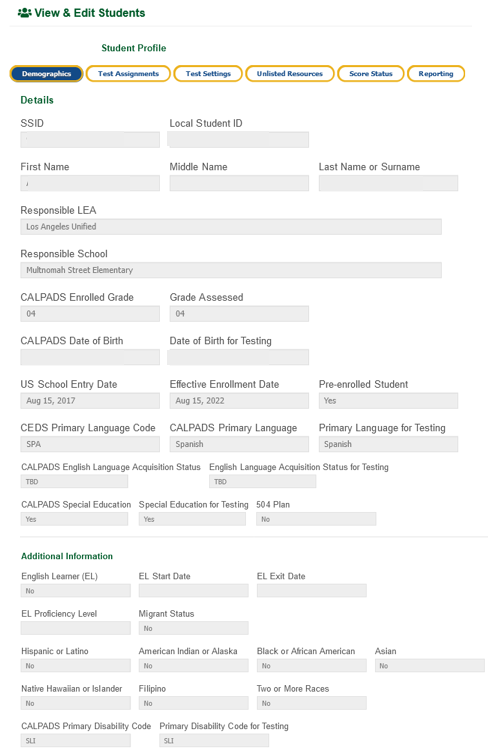 View & Edit Students
Student Profile
Demographics Test Assignments Test Settings Unlisted Resources Score Status Reporting
Details
SSID Local Student ID
First Name Middle Name Last Name or Surname
Responsible LEA
Los Angeles Unified
Responsible School
Multnomah Street Elementary
CALPADS Enrolled Grade Grade Assessed
04 04
CALPADS Date of Birth Date of Birth for Testing
US School Entry Date Effective Enrollment Date Pre-enrolled Student
Aug 15, 2017 Aug 15, 2022 Yes
CEDS Primary Language Code CALPADS Primary Language Primary Language for Testing
SPA Spanish Spanish
CALPADS English Language Acquisition Status English Language Acquisition Status for Testing
TBD TBD
CALPADS Special Education Special Education for Testing 504 Plan
Yes Yes No
Additional Information
English Learner (EL) EL Start Date EL Exit Date
No
EL Proficiency Level Migrant Status
No
Hispanic or Latino American Indian or Alaska Black or African American Asian
No No No No
Native Hawaiian or Islander Filipino Two or More Races
No No No
CALPADS Primary Disability Code Primary Disability Code for Testing
SLI SLI